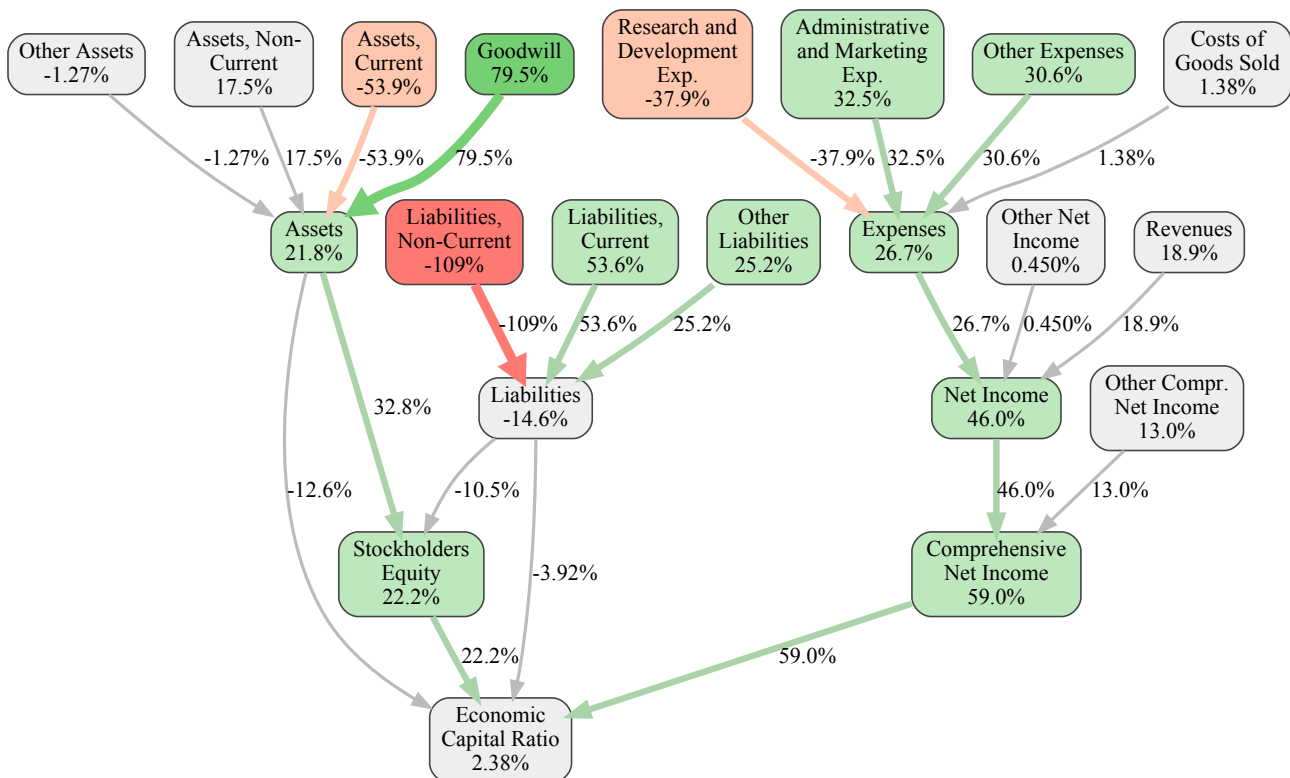 Other Assets
-1.27%
Assets, Non-
Current
17.5%
Assets,
Current
-53.9%
Goodwill
79.5%
Research and
Development
Exp.
-37.9%
Administrative
and Marketing
Exp.
32.5%
Other Expenses
30.6%
Costs of
Goods Sold
1.38%
-1.27%
17.5%
-53.9%
79.5%
-37.9%
32.5%
30.6%
1.38%
Assets
21.8%
Liabilities,
Non-Current
-109%
Liabilities,
Current
53.6%
Other
Liabilities
25.2%
Expenses
26.7%
Other Net
Income
0.450%
Revenues
18.9%
-109%
53.6%
25.2%
26.7%
0.450%
18.9%
Liabilities
-14.6%
Net Income
46.0%
Other Compr.
Net Income
13.0%
32.8%
-12.6%
-10.5%
46.0%
13.0%
Stockholders
Equity
22.2%
-3.92%
Comprehensive
Net Income
59.0%
22.2%
59.0%
Economic
Capital Ratio
2.38%